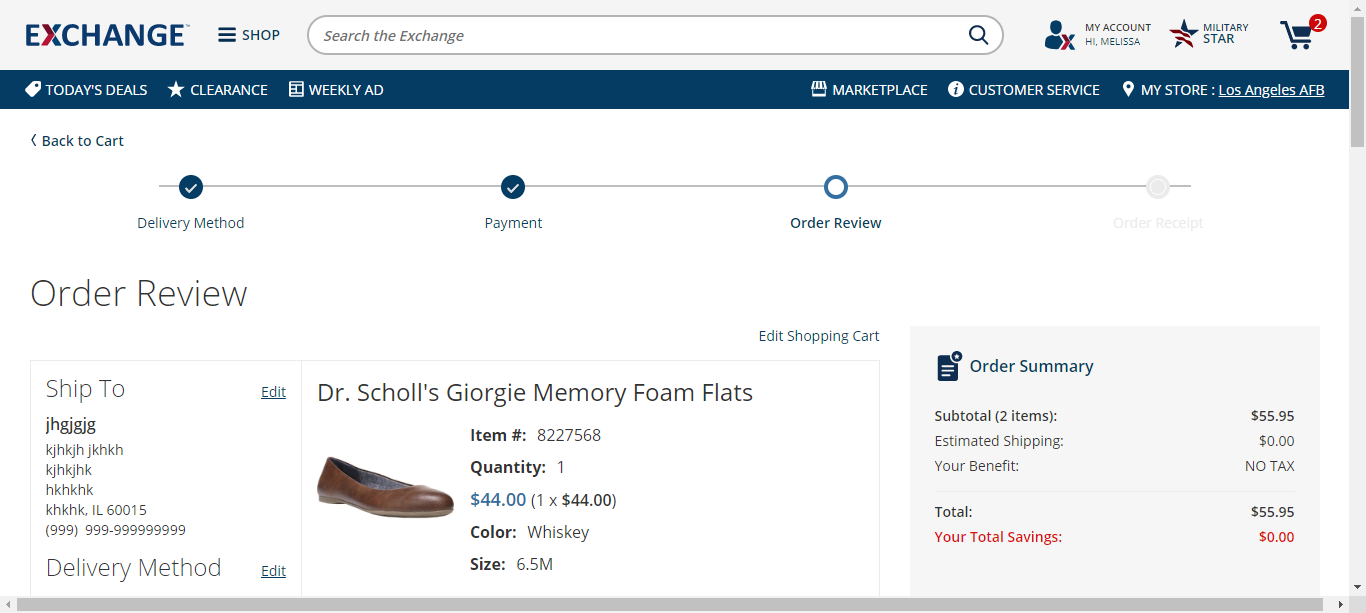 EXCHANGE
SHOP
Search the Exchange
MY ACCOUNT
HI, MELISSA
MILITARY
STAR
2
TODAY'S DEALS
CLEARANCE
WEEKLY AD
MARKETPLACE
CUSTOMER SERVICE
MY STORE : Los Angeles AFB
Back to Cart
Delivery Method
Payment
Order Review
Order Receipt
Order Review
Edit Shopping Cart
Ship To
Edit
jhgjgjg
kjhkjh jkhkh
kjhkjhk
hkhkhk
khkhk, IL 60015
(999) 999-999999999
Delivery Method
Edit
Dr. Scholl's Giorgie Memory Foam Flats
Item #: 8227568
Quantity: 1
$44.00 (1 x $44.00)
Color: Whiskey
Size: 6.5M
Order Summary
Subtotal (2 items): $55.95
Estimated Shipping: $0.00
Your Benefit: NO TAX
Total: $55.95
Your Total Savings: $0.00